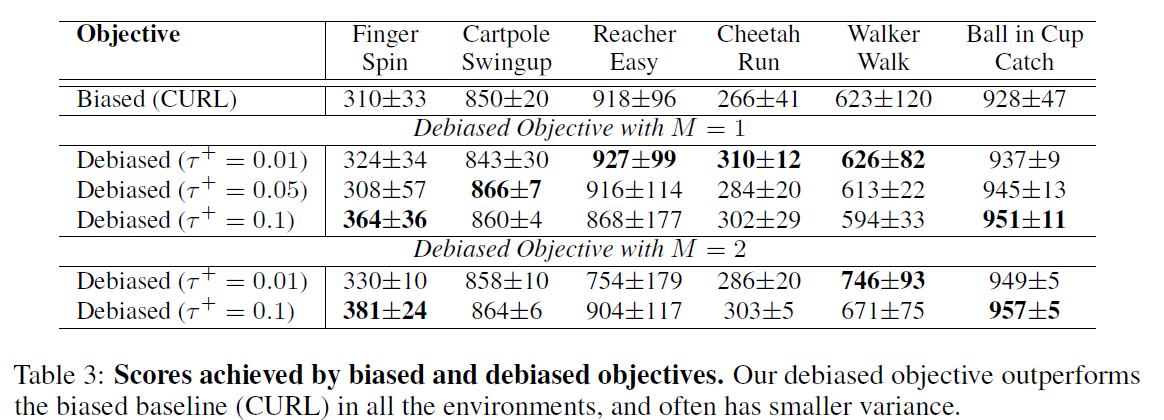 Objective Finger Cartpole Reacher Cheetah Walker Ball in Cup
Spin Swingup Easy Run Walk Catch
Biased (CURL) 310±33 850±20 918±96 266±41 623±120 928±47
Debiased Objective with M = 1
Debiased (τ⁺ = 0.01) 324±34 843±30 927±99 310±12 626±82 937±9
Debiased (τ⁺ = 0.05) 308±57 866±7 916±114 284±20 613±22 945±13
Debiased (τ⁺ = 0.1) 364±36 860±4 868±177 302±29 594±33 951±11
Debiased Objective with M = 2
Debiased (τ⁺ = 0.01) 330±10 858±10 754±179 286±20 746±93 949±5
Debiased (τ⁺ = 0.1) 381±24 864±6 904±117 303±5 671±75 957±5
Table 3: Scores achieved by biased and debiased objectives. Our debiased objective outperforms
the biased baseline (CURL) in all the environments, and often has smaller variance.